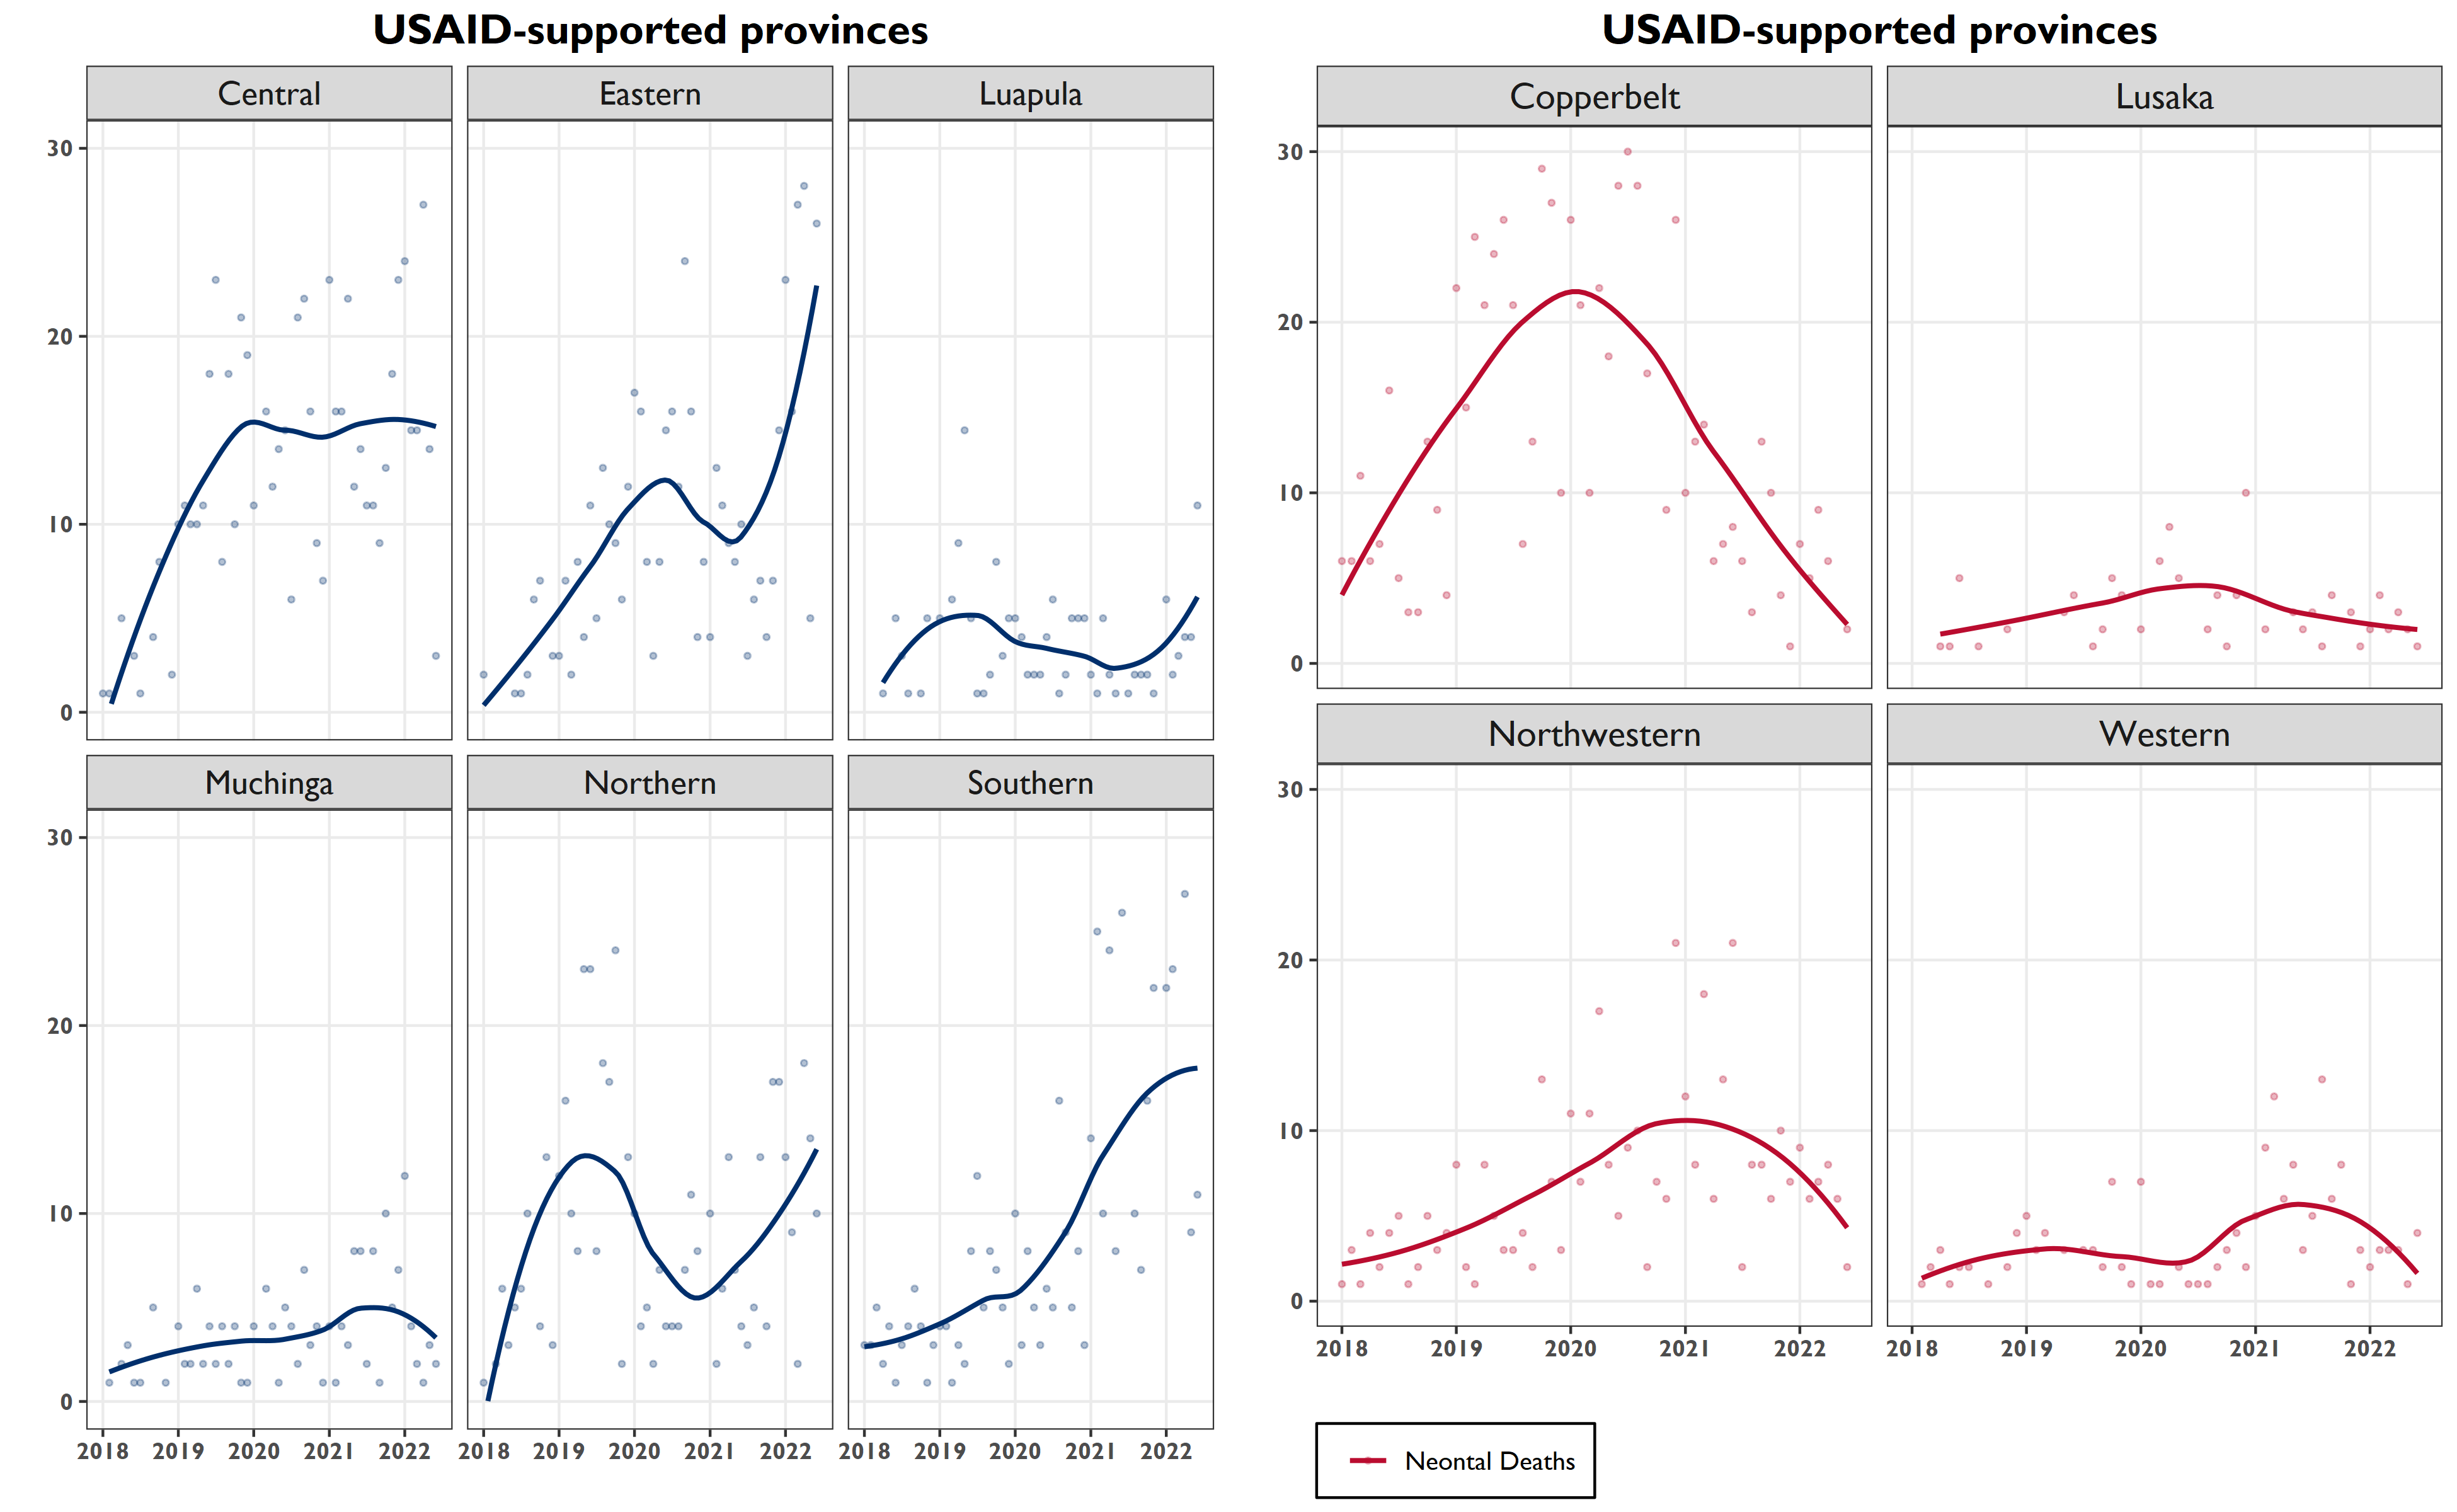 USAID-supported provinces
Central Eastern Luapula
30
20
10
0
Muchinga Northern Southern
30
20
10
0
2018 2019 2020 2021 2022 2018 2019 2020 2021 2022 2018 2019 2020 2021 2022
USAID-supported provinces
Copperbelt Lusaka
30
20
10
0
Northwestern Western
30
20
10
0
2018 2019 2020 2021 2022 2018 2019 2020 2021 2022
Neontal Deaths